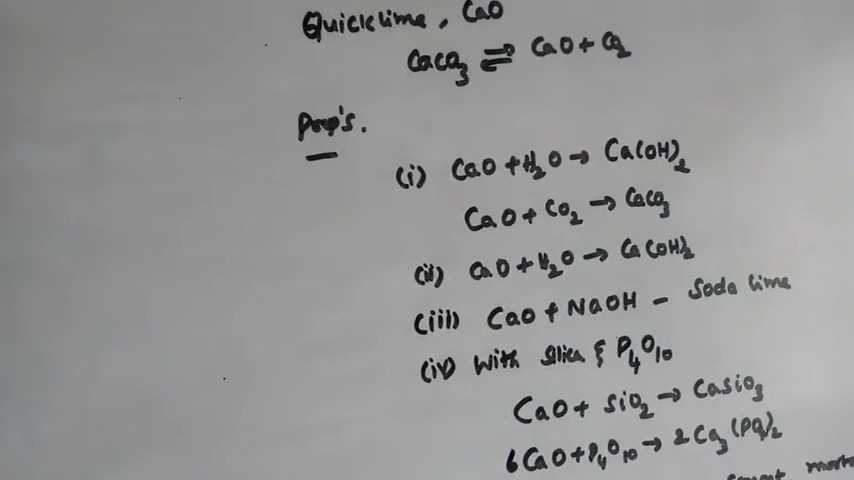 Quicklime, CaO
CaCO3 ⇌ CaO + CO2
Prop's.
(i) CaO + H2O → Ca(OH)2
CaO + CO2 → CaCO3
(ii) CaO + H2O → Ca(OH)2
(iii) CaO + NaOH – Soda lime
(iv) With silica & P4O10
CaO + SiO2 → CaSiO3
6CaO + P4O10 → 2Ca3(PO4)2